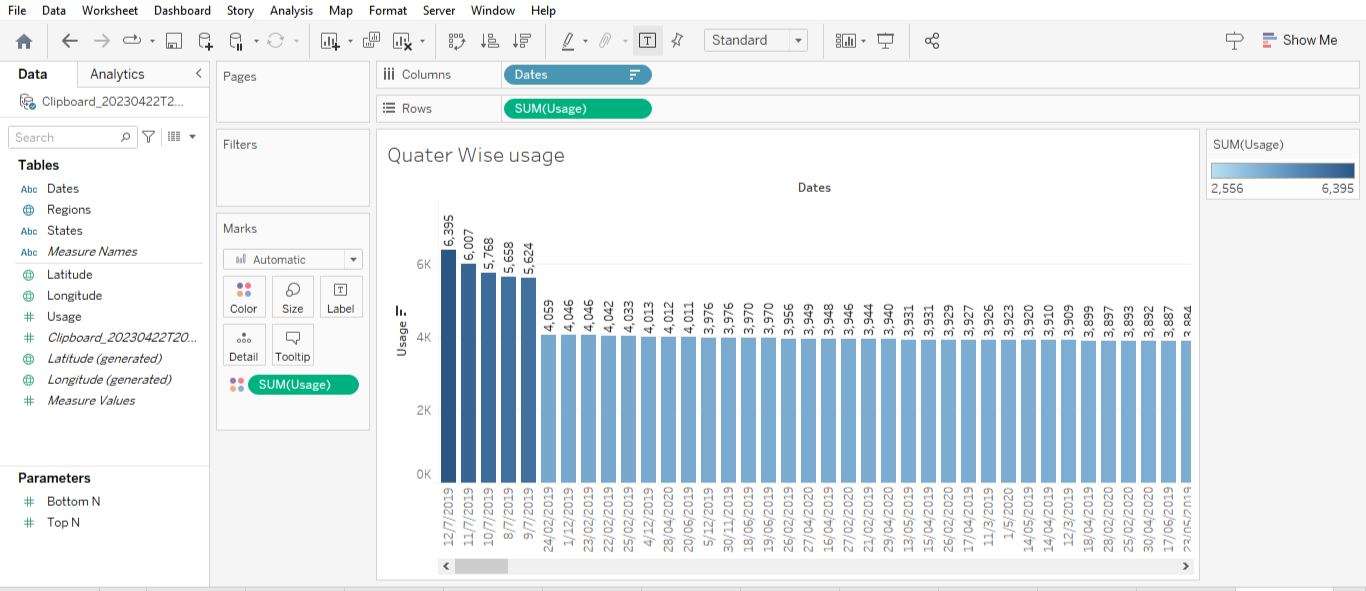 File Data Worksheet Dashboard Story Analysis Map Format Server Window Help
Standard
Show Me
Data Analytics
Clipboard_20230422T2...
Search
Tables
Abc Dates
Regions
Abc States
Abc Measure Names
Latitude
Longitude
Usage
Clipboard_20230422T20...
Latitude (generated)
Longitude (generated)
Measure Values
Parameters
Bottom N
Top N
Pages
Filters
Marks
Automatic
Color Size Label
Detail Tooltip
SUM(Usage)
Columns Dates
Rows SUM(Usage)
Quater Wise usage
Dates
Usage
6K
4K
2K
0K
6,395 6,007 5,768 5,658 5,624 4,059 4,046 4,046 4,042 4,033 4,013 4,012 4,011 3,976 3,976 3,970 3,970 3,956 3,949 3,948 3,946 3,944 3,940 3,931 3,931 3,929 3,927 3,926 3,923 3,920 3,910 3,909 3,899 3,897 3,893 3,892 3,887 3,884
12/7/2019 11/7/2019 10/7/2019 8/7/2019 9/7/2019 24/02/2019 1/12/2019 23/02/2019 22/02/2019 25/02/2019 4/12/2019 28/04/2020 20/06/2019 5/12/2019 30/11/2019 18/06/2019 19/06/2019 26/02/2019 27/04/2020 16/04/2019 27/02/2019 21/02/2019 29/04/2020 13/05/2019 15/04/2019 26/02/2020 17/04/2019 11/3/2019 1/5/2020 14/05/2019 14/04/2019 12/3/2019 18/04/2019 28/02/2020 25/02/2020 30/04/2020 17/06/2019 23/05/2019
SUM(Usage)
2,556 6,395